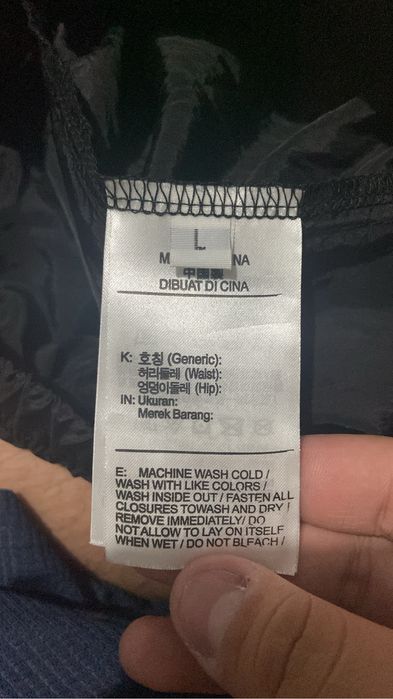 L
M NA
中国製
DIBUAT DI CINA
K: 호칭 (Generic):
허리둘레 (Waist):
엉덩이둘레 (Hip):
IN: Ukuran:
Merek Barang:
E: MACHINE WASH COLD /
WASH WITH LIKE COLORS /
WASH INSIDE OUT / FASTEN ALL
CLOSURES TOWASH AND DRY /
REMOVE IMMEDIATELY/ DO
NOT ALLOW TO LAY ON ITSELF
WHEN WET / DO NOT BLEACH /